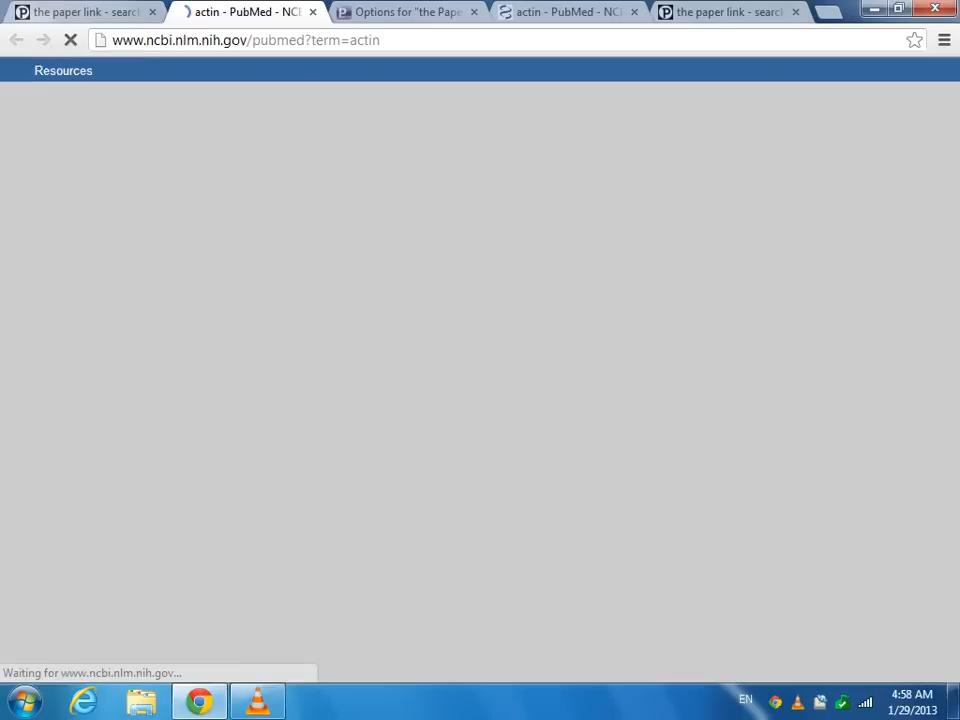 the paper link - search
actin - PubMed - NCB
Options for "the Pape
actin - PubMed - NC
the paper link - search
www.ncbi.nlm.nih.gov/pubmed?term=actin
Resources
Waiting for www.ncbi.nlm.nih.gov...
EN
4:58 AM
1/29/2013